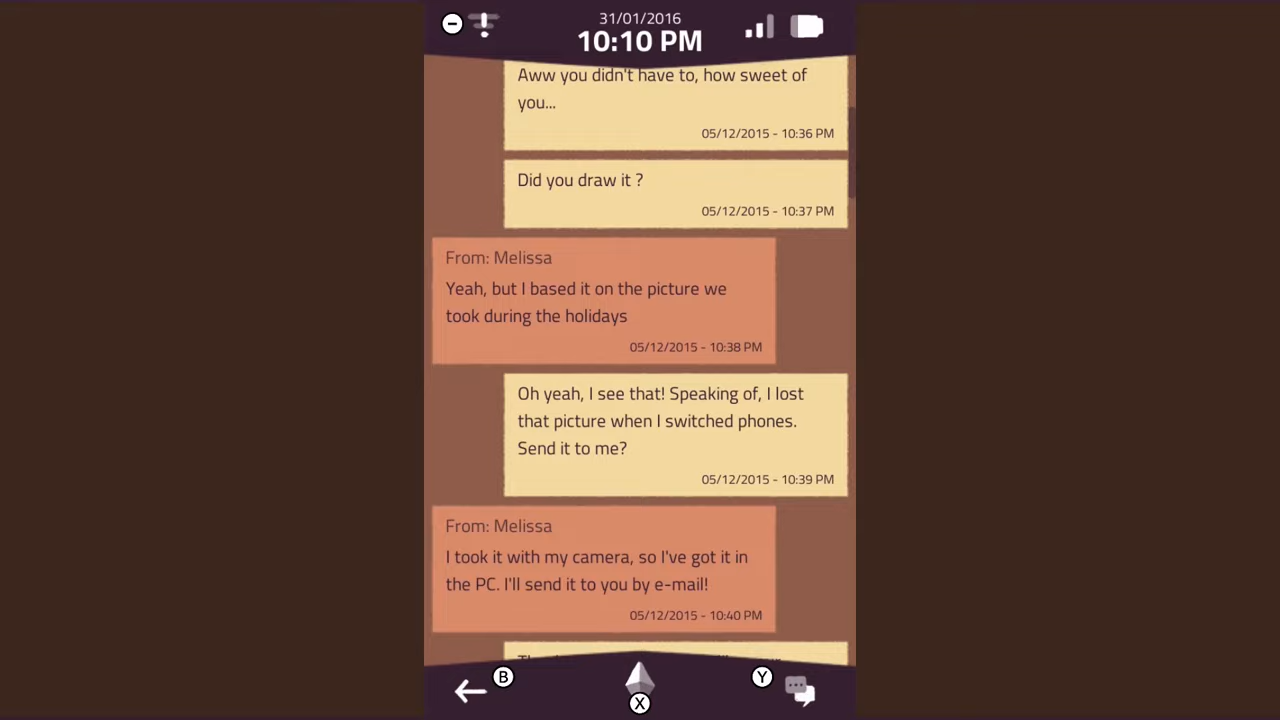 31/01/2016
10:10 PM
Aww you didn't have to, how sweet of
you...
05/12/2015 - 10:36 PM
Did you draw it ?
05/12/2015 - 10:37 PM
From: Melissa
Yeah, but I based it on the picture we
took during the holidays
05/12/2015 - 10:38 PM
Oh yeah, I see that! Speaking of, I lost
that picture when I switched phones.
Send it to me?
05/12/2015 - 10:39 PM
From: Melissa
I took it with my camera, so I've got it in
the PC. I'll send it to you by e-mail!
05/12/2015 - 10:40 PM
B
X
Y